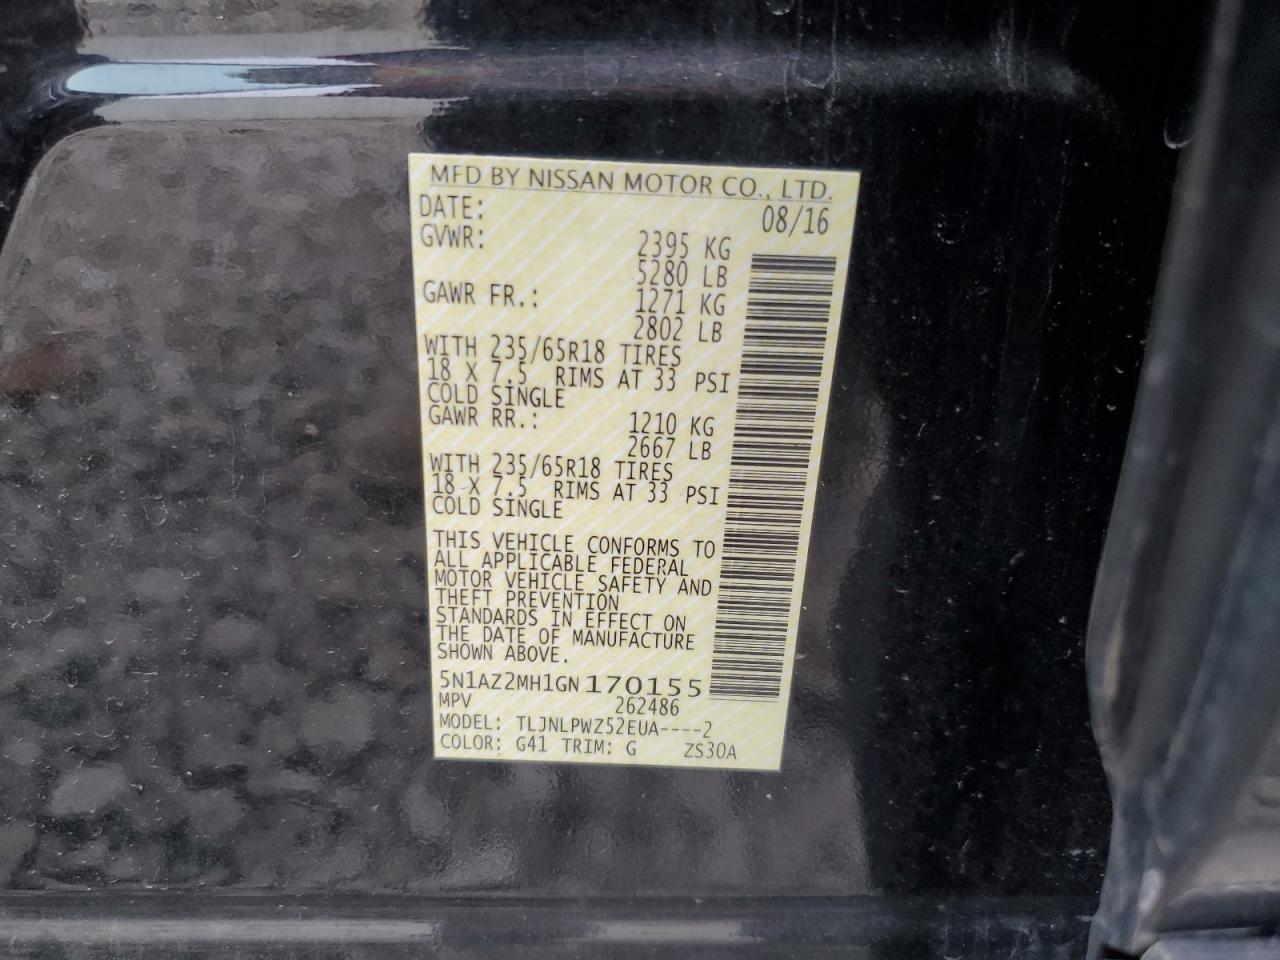 MFD BY NISSAN MOTOR CO., LTD.
DATE: 08/16
GVWR: 2395 KG
5280 LB
GAWR FR.: 1271 KG
2802 LB
WITH 235/65R18 TIRES
18 X 7.5 RIMS AT 33 PSI
COLD SINGLE
GAWR RR.: 1210 KG
2667 LB
WITH 235/65R18 TIRES
18 X 7.5 RIMS AT 33 PSI
COLD SINGLE
THIS VEHICLE CONFORMS TO
ALL APPLICABLE FEDERAL
MOTOR VEHICLE SAFETY AND
THEFT PREVENTION
STANDARDS IN EFFECT ON
THE DATE OF MANUFACTURE
SHOWN ABOVE.
5N1AZ2MH1GN170155
MPV 262486
MODEL: TLJNLPWZ52EUA----2
COLOR: G41 TRIM: G ZS30A